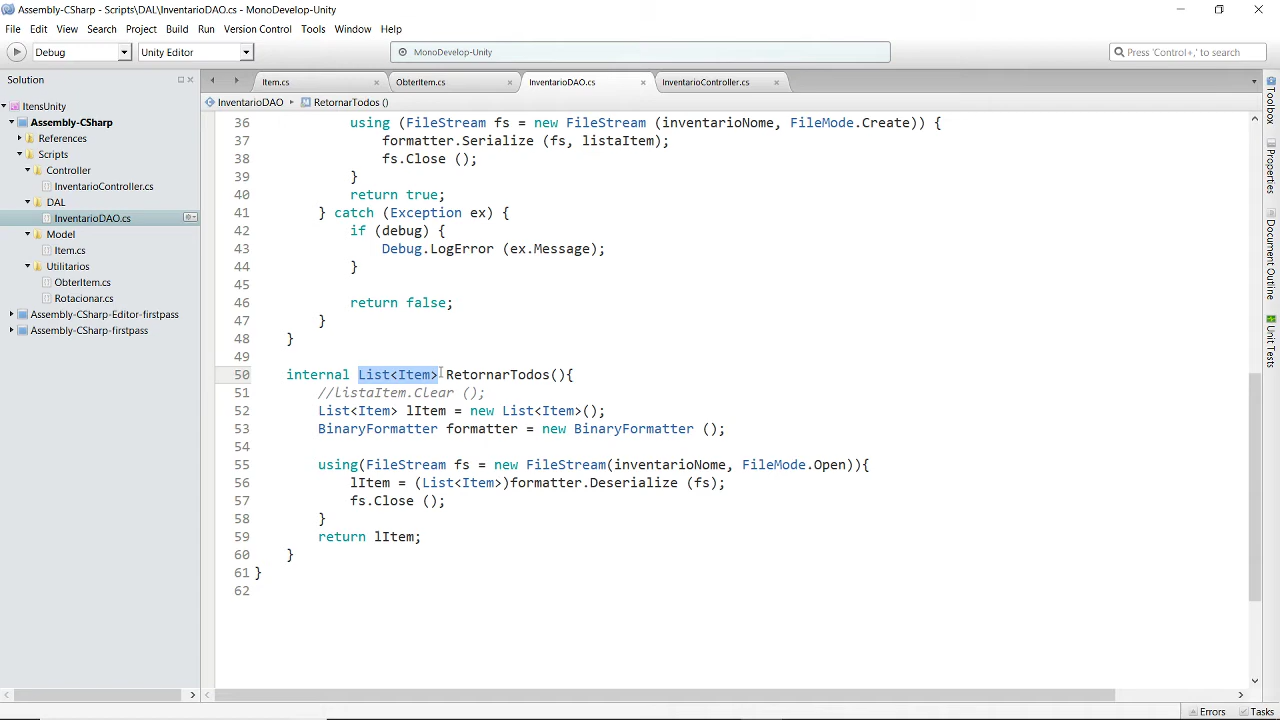 Assembly-CSharp - Scripts\DAL\InventarioDAO.cs - MonoDevelop-Unity
File Edit View Search Project Build Run Version Control Tools Window Help
Debug Unity Editor MonoDevelop-Unity Press 'Control+,' to search
Solution
Item.cs ObterItem.cs InventarioDAO.cs InventarioController.cs
InventarioDAO RetornarTodos ()
ItensUnity
Assembly-CSharp
References
Scripts
Controller
InventarioController.cs
DAL
InventarioDAO.cs
Model
Item.cs
Utilitarios
ObterItem.cs
Rotacionar.cs
Assembly-CSharp-Editor-firstpass
Assembly-CSharp-firstpass
36 using (FileStream fs = new FileStream (inventarioNome, FileMode.Create)) {
37 formatter.Serialize (fs, listaItem);
38 fs.Close ();
39 }
40 return true;
41 } catch (Exception ex) {
42 if (debug) {
43 Debug.LogError (ex.Message);
44 }
45
46 return false;
47 }
48 }
49
50 internal List<Item> RetornarTodos(){
51 //listaItem.Clear ();
52 List<Item> lItem = new List<Item>();
53 BinaryFormatter formatter = new BinaryFormatter ();
54
55 using(FileStream fs = new FileStream(inventarioNome, FileMode.Open)){
56 lItem = (List<Item>)formatter.Deserialize (fs);
57 fs.Close ();
58 }
59 return lItem;
60 }
61 }
62
Toolbox
Properties
Document Outline
Unit Tests
Errors Tasks